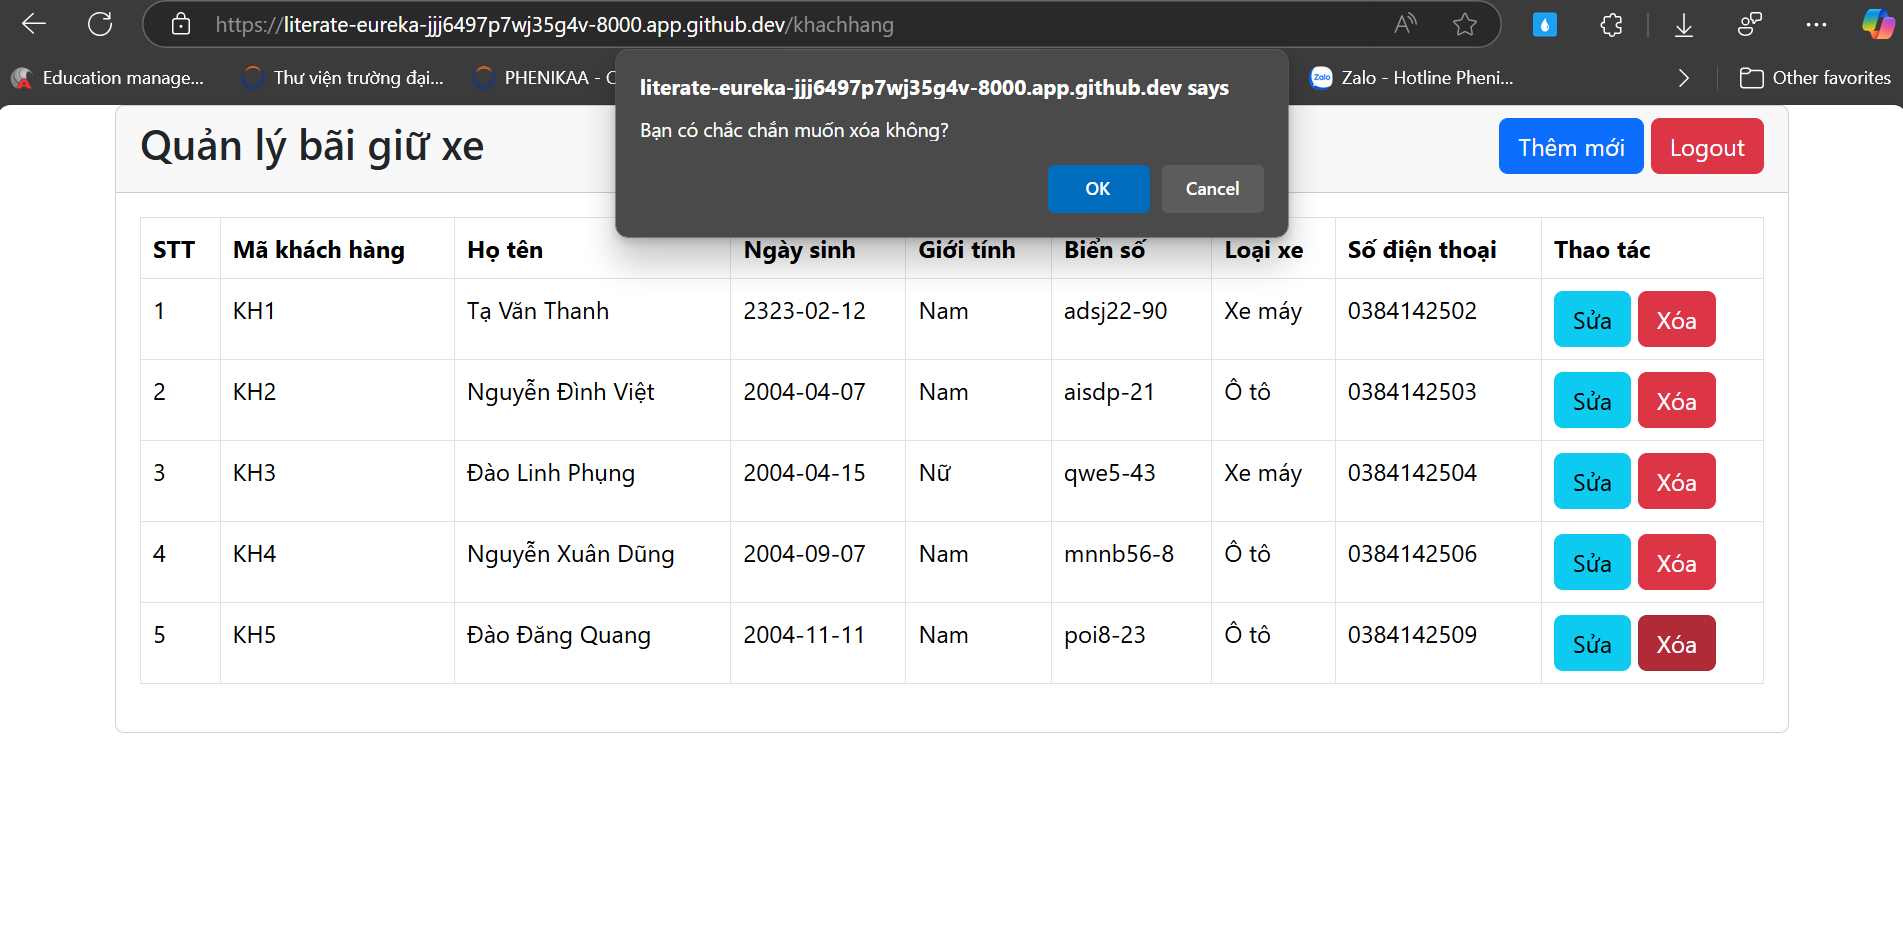 https://literate-eureka-jjj6497p7wj35g4v-8000.app.github.dev/khachhang
Education manage... Thư viện trường đại... PHENIKAA - C Zalo - Hotline Pheni... Other favorites
literate-eureka-jjj6497p7wj35g4v-8000.app.github.dev says
Bạn có chắc chắn muốn xóa không?
OK Cancel
Quản lý bãi giữ xe Thêm mới Logout
STT Mã khách hàng Họ tên Ngày sinh Giới tính Biển số Loại xe Số điện thoại Thao tác
1 KH1 Tạ Văn Thanh 2323-02-12 Nam adsj22-90 Xe máy 0384142502 Sửa Xóa
2 KH2 Nguyễn Đình Việt 2004-04-07 Nam aisdp-21 Ô tô 0384142503 Sửa Xóa
3 KH3 Đào Linh Phụng 2004-04-15 Nữ qwe5-43 Xe máy 0384142504 Sửa Xóa
4 KH4 Nguyễn Xuân Dũng 2004-09-07 Nam mnnb56-8 Ô tô 0384142506 Sửa Xóa
5 KH5 Đào Đăng Quang 2004-11-11 Nam poi8-23 Ô tô 0384142509 Sửa Xóa